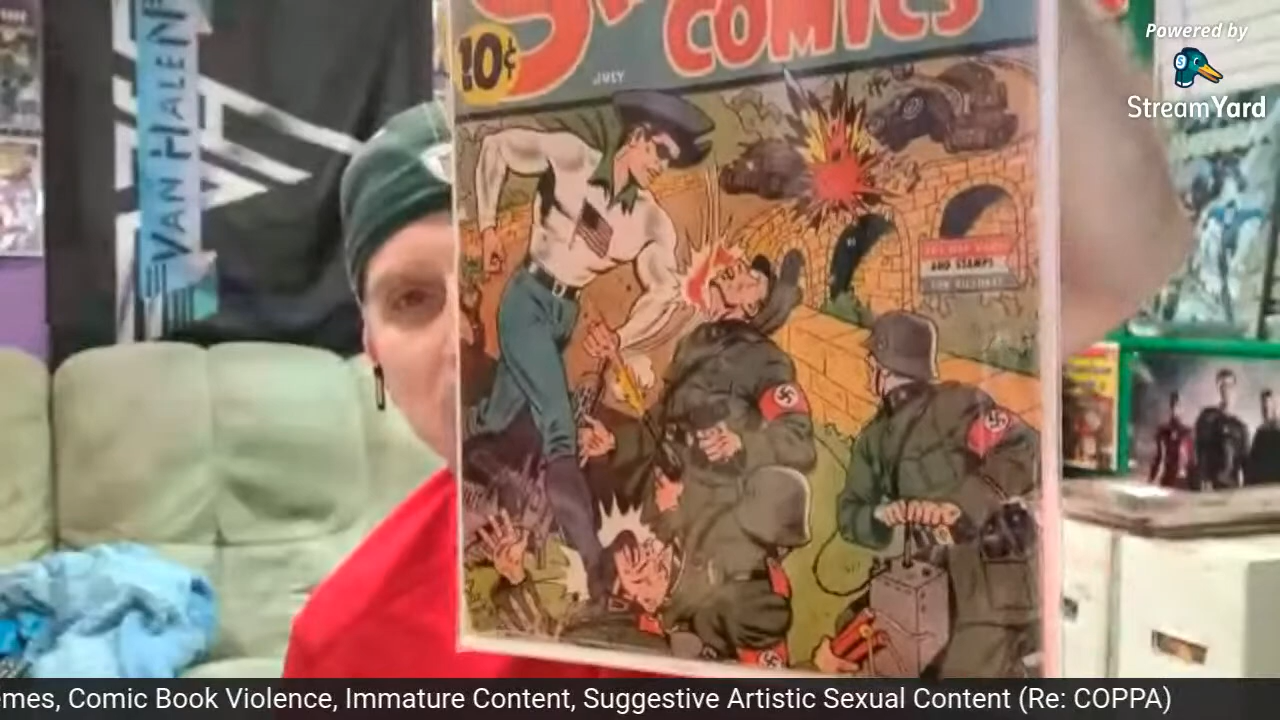 COMICS
10¢
JULY
AND STAMPS
VAN HALEN
Powered by
S
StreamYard
emes, Comic Book Violence, Immature Content, Suggestive Artistic Sexual Content (Re: COPPA)